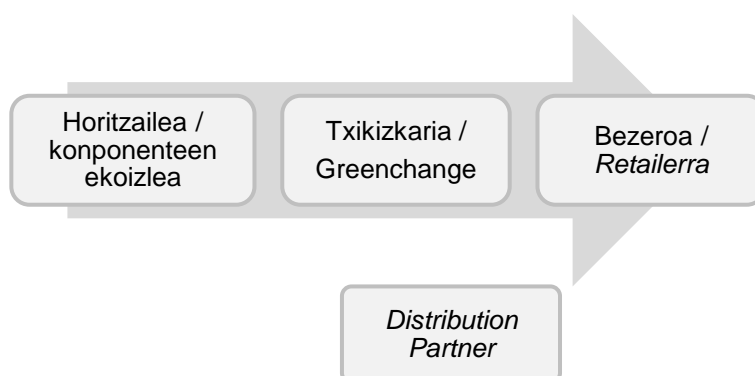 Horitzailea /
konponenteen
ekoizlea
Txikizkaria /
Greenchange
Bezeroa /
Retailerra
Distribution
Partner